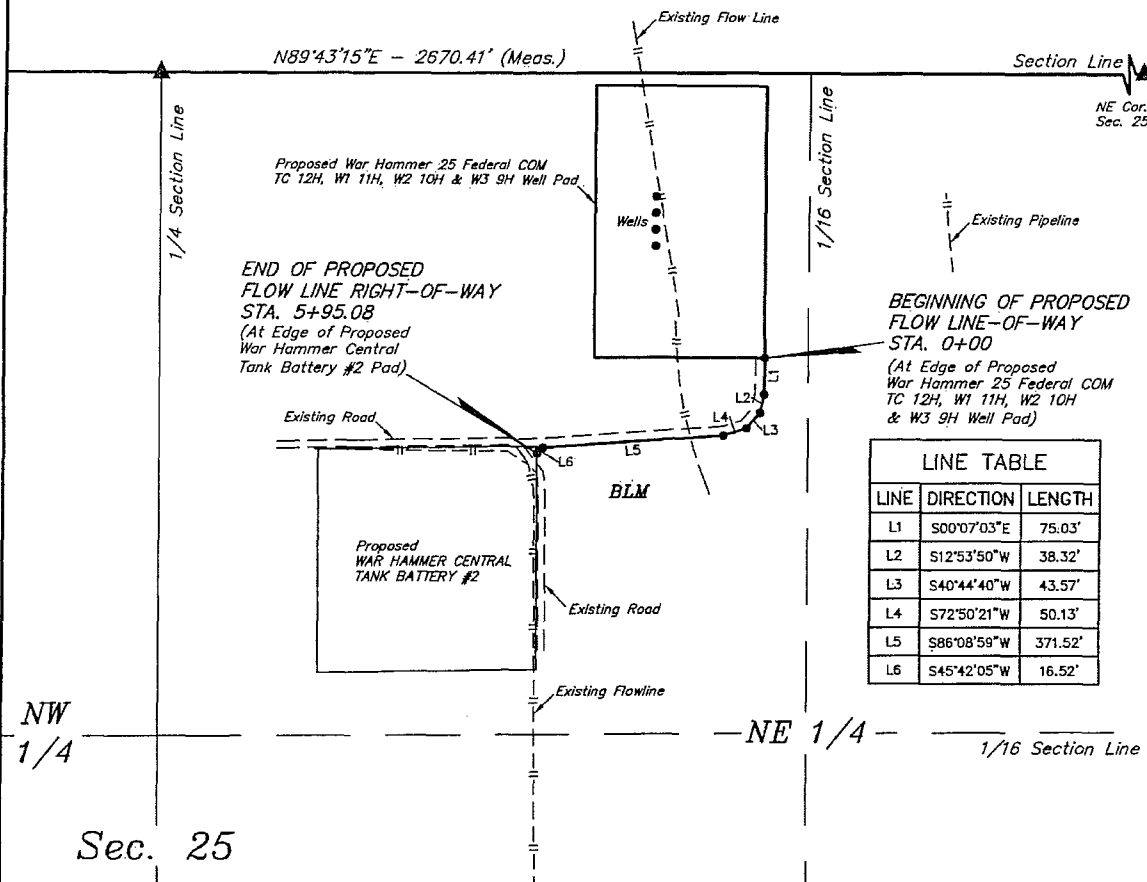 Existing Flow Line
N89°43'15"E - 2670.41' (Meas.)
Section Line
NE Cor.
Sec. 25
1/4 Section Line
1/16 Section Line
Proposed War Hammer 25 Federal COM
TC 12H, W1 11H, W2 10H & W3 9H Well Pad
Wells
Existing Pipeline
END OF PROPOSED
FLOW LINE RIGHT-OF-WAY
STA. 5+95.08
(At Edge of Proposed
War Hammer Central
Tank Battery #2 Pad)
BEGINNING OF PROPOSED
FLOW LINE-OF-WAY
STA. 0+00
(At Edge of Proposed
War Hammer 25 Federal COM
TC 12H, W1 11H, W2 10H
& W3 9H Well Pad)
L1
L2
L3
L4
L5
L6
Existing Road
BLM
Proposed
WAR HAMMER CENTRAL
TANK BATTERY #2
Existing Road
Existing Flowline
LINE TABLE
LINE DIRECTION LENGTH
L1 S00°07'03"E 75.03'
L2 S12°53'50"W 38.32'
L3 S40°44'40"W 43.57'
L4 S72°50'21"W 50.13'
L5 S86°08'59"W 371.52'
L6 S45°42'05"W 16.52'
NW
1/4
NE 1/4
1/16 Section Line
Sec. 25